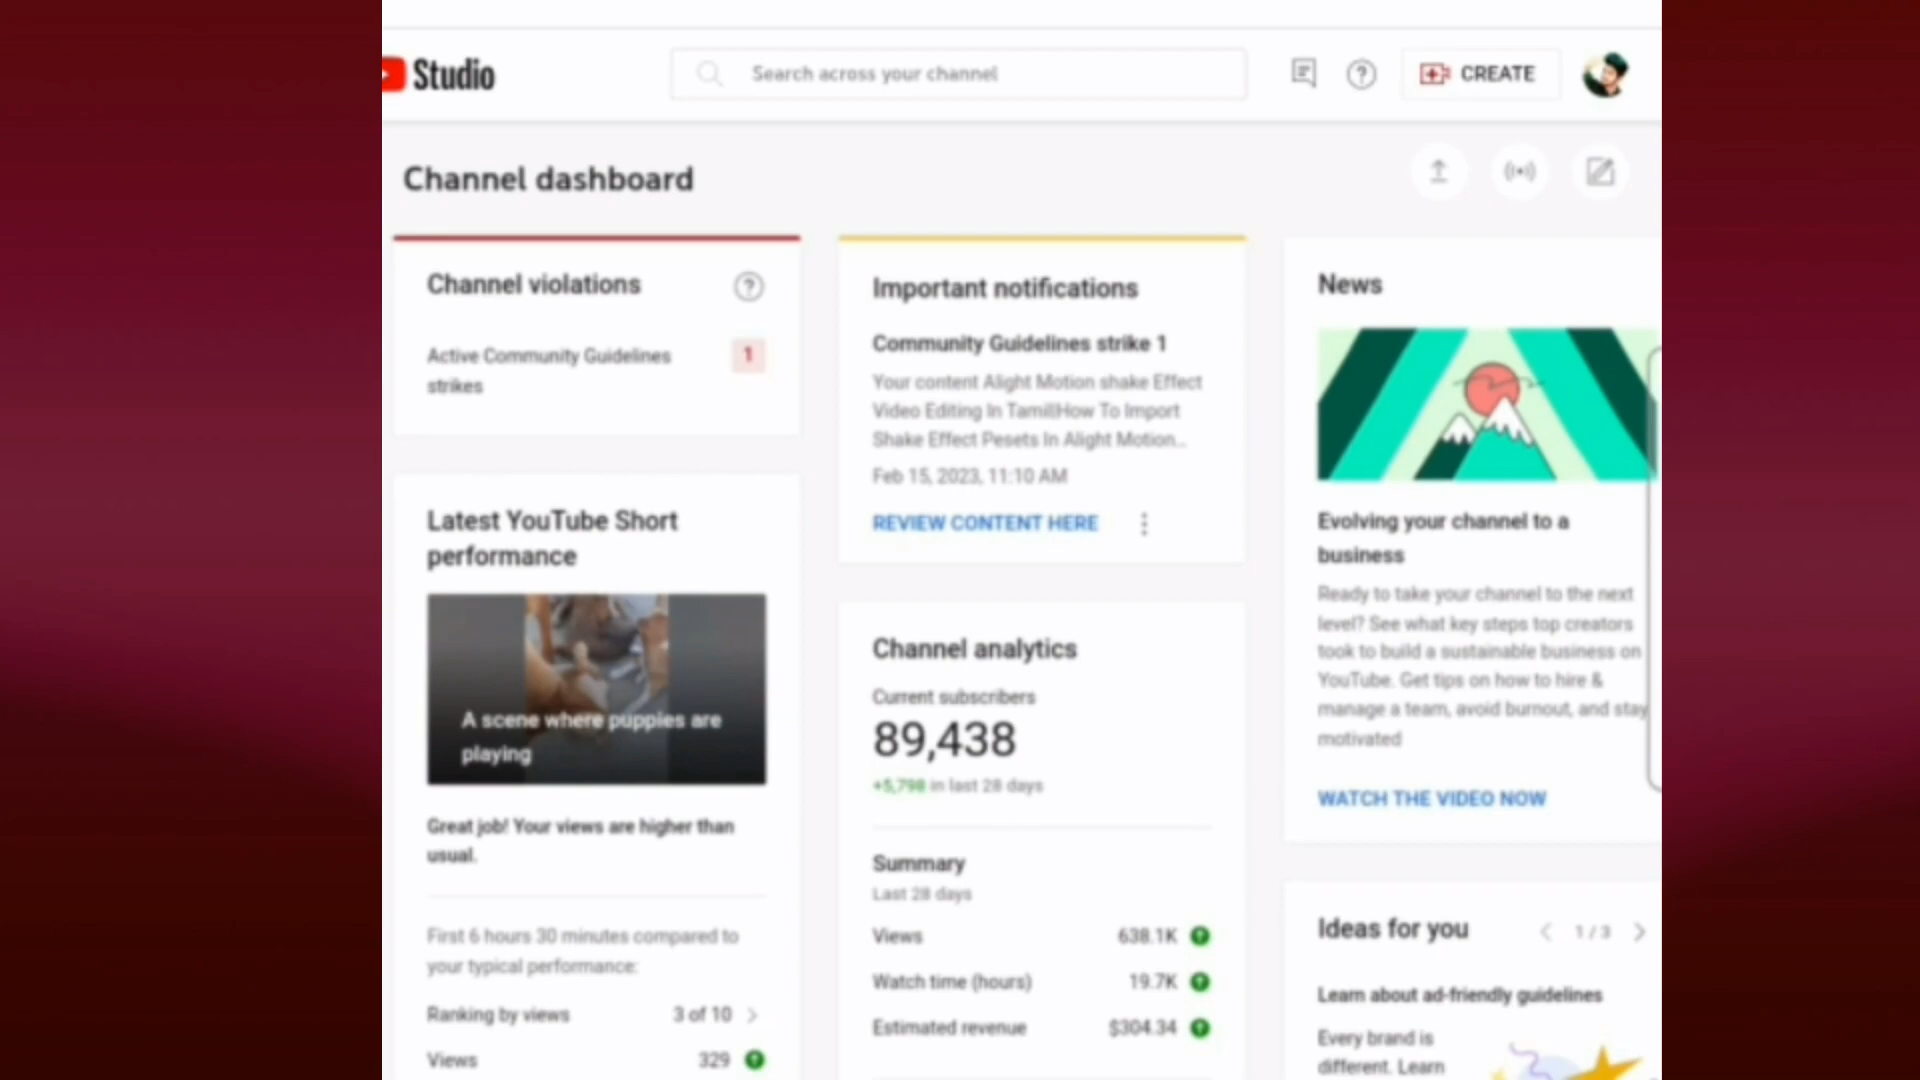 Studio
Search across your channel
CREATE
Channel dashboard
Channel violations
Active Community Guidelines
strikes
1
Latest YouTube Short
performance
A scene where puppies are
playing
Great job! Your views are higher than
usual.
First 6 hours 30 minutes compared to
your typical performance:
Ranking by views
3 of 10
Views
329
Important notifications
Community Guidelines strike 1
Your content Alight Motion shake Effect
Video Editing In Tamil|How To Import
Shake Effect Pesets In Alight Motion...
Feb 15, 2023, 11:10 AM
REVIEW CONTENT HERE
Channel analytics
Current subscribers
89,438
+5,798 in last 28 days
Summary
Last 28 days
Views
638.1K
Watch time (hours)
19.7K
Estimated revenue
$304.34
News
Evolving your channel to a
business
Ready to take your channel to the next
level? See what key steps top creators
took to build a sustainable business on
YouTube. Get tips on how to hire &
manage a team, avoid burnout, and stay
motivated
WATCH THE VIDEO NOW
Ideas for you
1 / 3
Learn about ad-friendly guidelines
Every brand is
different. Learn